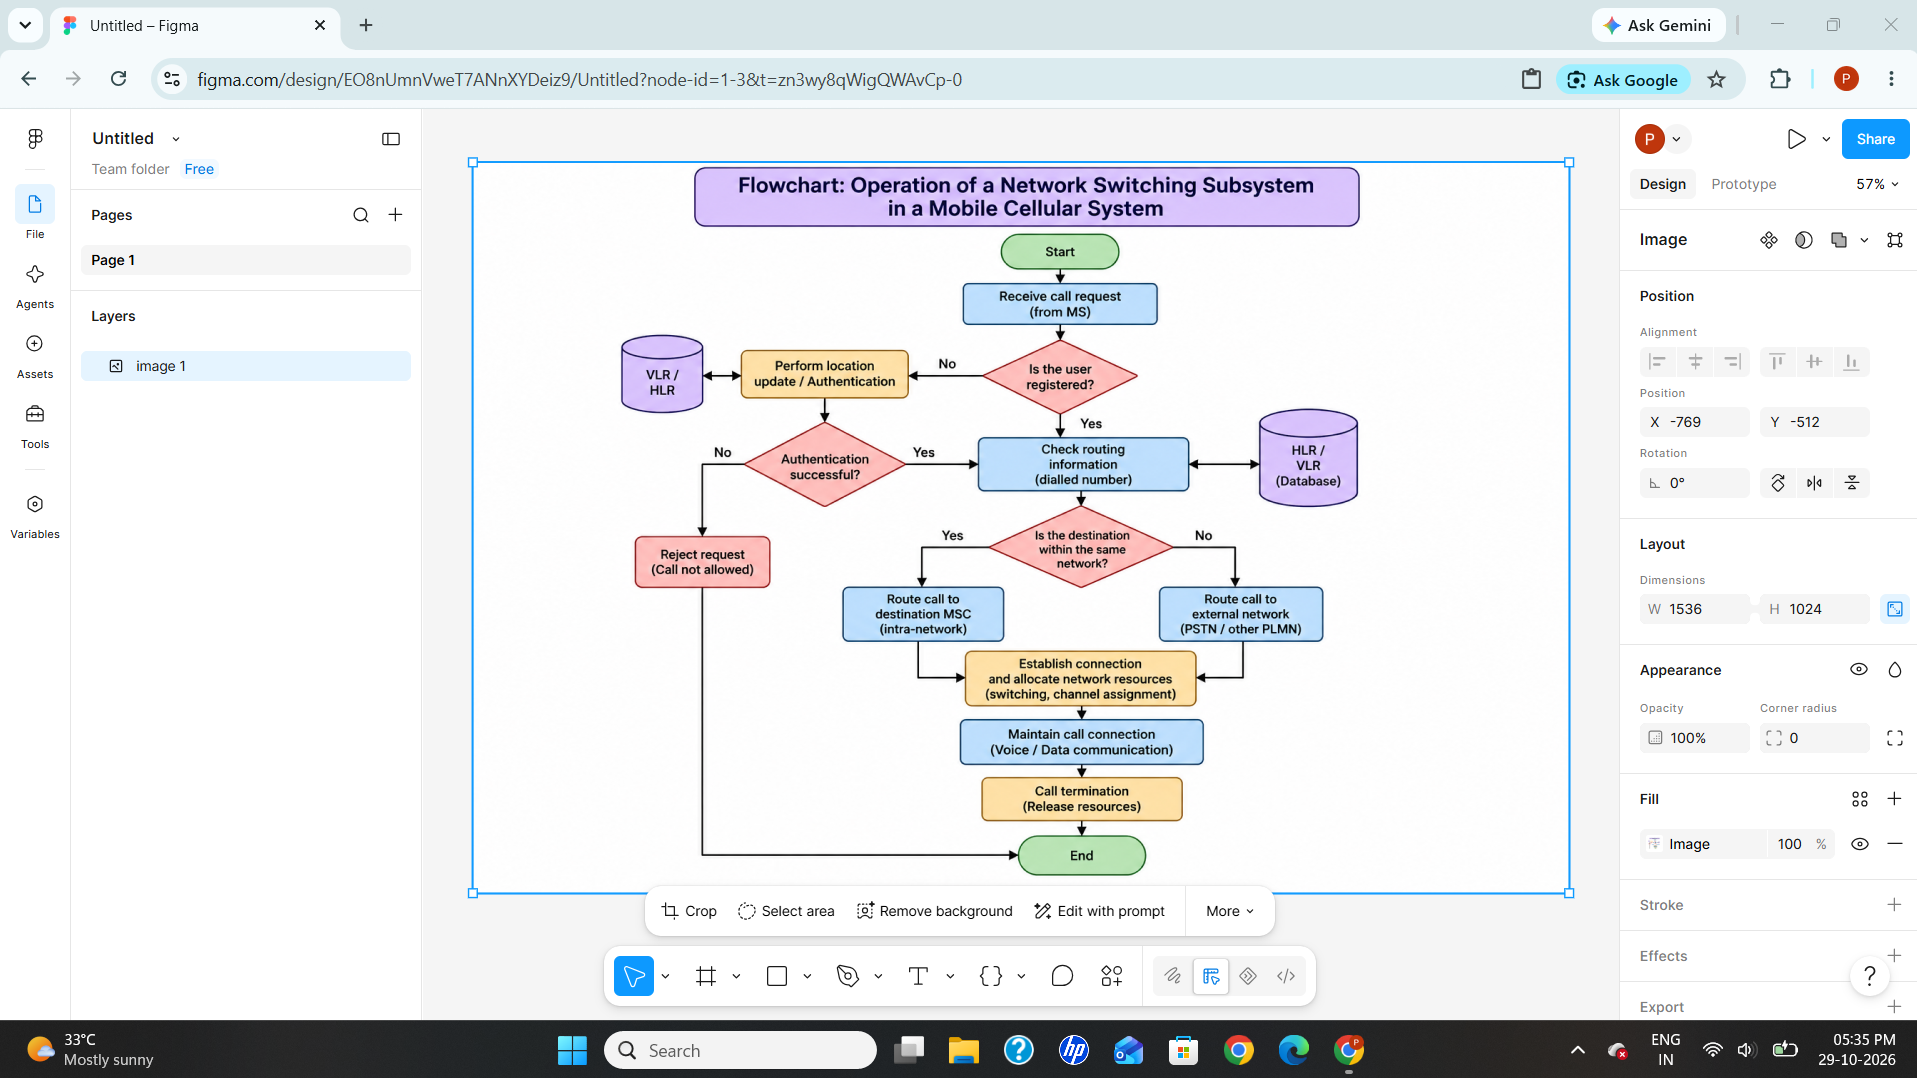 Untitled – Figma
Ask Gemini
figma.com/design/EO8nUmnVweT7ANnXYDeiz9/Untitled?node-id=1-3&t=zn3wy8qWigQWAvCp-0
Ask Google
P
File
Agents
Assets
Tools
Variables
Untitled
Team folder Free
Pages
Page 1
Layers
image 1
Flowchart: Operation of a Network Switching Subsystem
in a Mobile Cellular System
Start
Receive call request
(from MS)
Is the user
registered?
No
Yes
Perform location
update / Authentication
VLR /
HLR
Authentication
successful?
No
Yes
Check routing
information
(dialled number)
HLR /
VLR
(Database)
Reject request
(Call not allowed)
Is the destination
within the same
network?
Yes
No
Route call to
destination MSC
(intra-network)
Route call to
external network
(PSTN / other PLMN)
Establish connection
and allocate network resources
(switching, channel assignment)
Maintain call connection
(Voice / Data communication)
Call termination
(Release resources)
End
Crop
Select area
Remove background
Edit with prompt
More
P
Share
Design
Prototype
57%
Image
Position
Alignment
Position
X -769
Y -512
Rotation
0°
Layout
Dimensions
W 1536
H 1024
Appearance
Opacity
Corner radius
100%
0
Fill
Image 100 %
Stroke
Effects
Export
?
33°C
Mostly sunny
Search
?
hp
P
ENG
IN
05:35 PM
29-10-2026